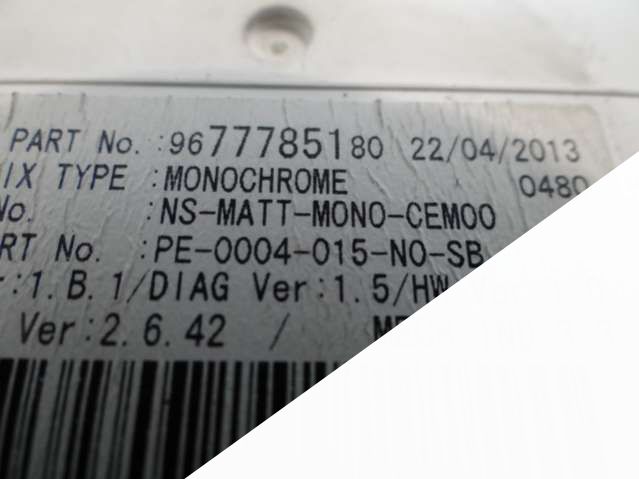 PART No.:9677785180 22/04/2013
IX TYPE :MONOCHROME 0480
No. :NS-MATT-MONO-CEM00
RT No. :PE-0004-015-NO-SB
:1.B.1/DIAG Ver:1.5/HW
Ver:2.6.42 /